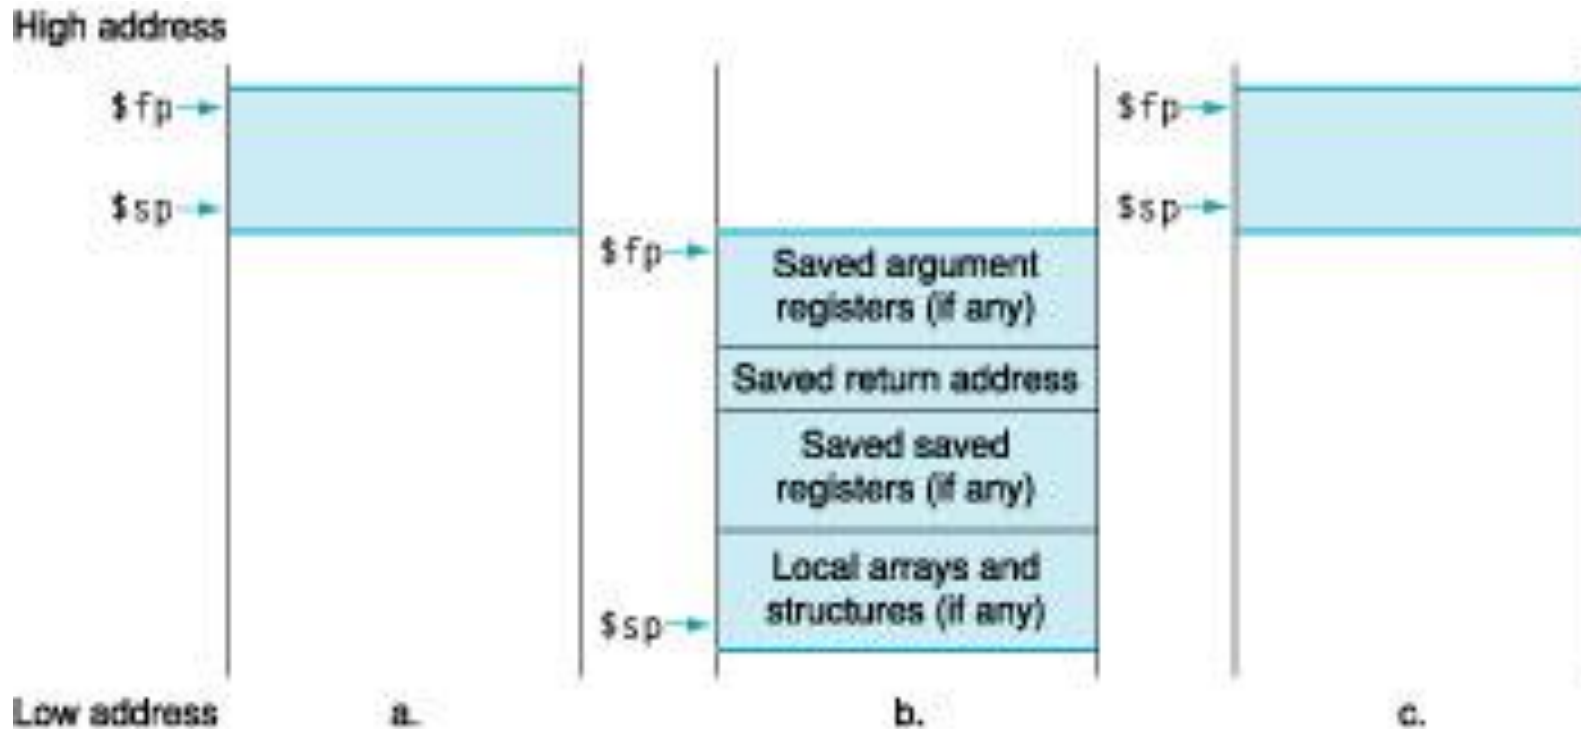 High address
$fp
$sp
$fp
Saved argument
registers (if any)
Saved return address
Saved saved
registers (if any)
Local arrays and
structures (if any)
$sp
$fp
$sp
Low address
a.
b.
c.